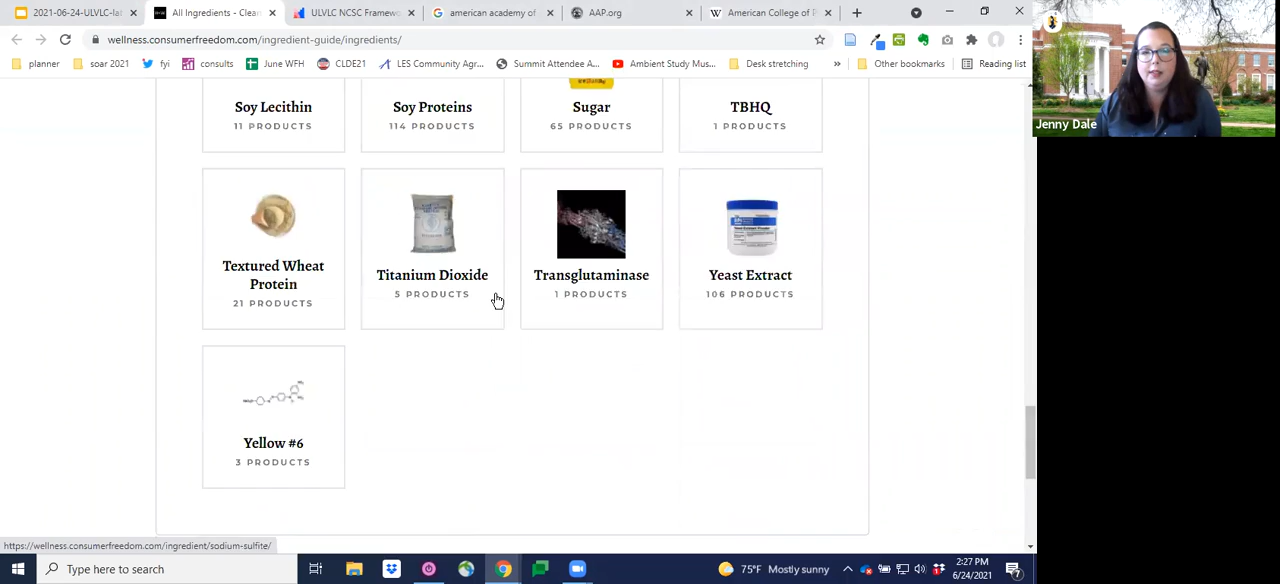 2021-06-24-ULVLC-lat
All Ingredients - Clean
ULVLC NCSC Framewo
american academy of
AAP.org
American College of P
wellness.consumerfreedom.com/ingredient-guide/ingredients/
planner
soar 2021
fyi
consults
June WFH
CLDE21
LES Community Agr...
Summit Attendee A...
Ambient Study Mus...
Desk stretching
»
Other bookmarks
Reading list
Jenny Dale
Soy Lecithin
11 PRODUCTS
Soy Proteins
114 PRODUCTS
Sugar
65 PRODUCTS
TBHQ
1 PRODUCTS
Textured Wheat
Protein
21 PRODUCTS
Titanium Dioxide
5 PRODUCTS
Transglutaminase
1 PRODUCTS
Yeast Extract
106 PRODUCTS
Yellow #6
3 PRODUCTS
https://wellness.consumerfreedom.com/ingredient/sodium-sulfite/
Type here to search
75°F Mostly sunny
2:27 PM
6/24/2021
7